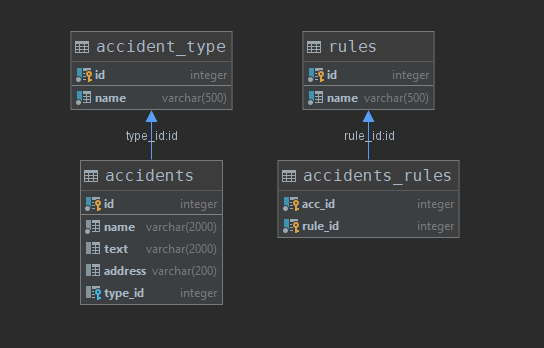 accident_type
id integer
name varchar(500)
rules
id integer
name varchar(500)
type_id:id
rule_id:id
accidents
id integer
name varchar(2000)
text varchar(2000)
address varchar(200)
type_id integer
accidents_rules
acc_id integer
rule_id integer